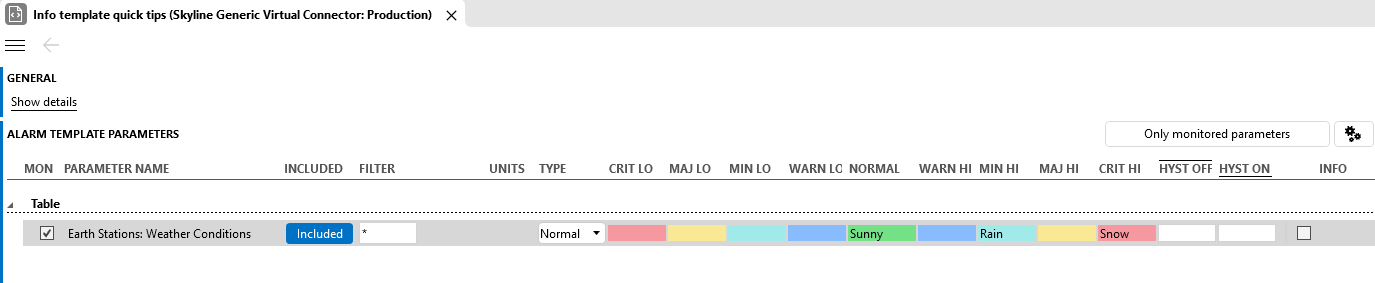 Info template quick tips (Skyline Generic Virtual Connector: Production)
GENERAL
Show details
ALARM TEMPLATE PARAMETERS
Only monitored parameters
MON PARAMETER NAME INCLUDED FILTER UNITS TYPE CRIT LO MAJ LO MIN LO WARN LO NORMAL WARN HI MIN HI MAJ HI CRIT HI HYST OFF HYST ON INFO
Table
Earth Stations: Weather Conditions Included * Normal Sunny Rain Snow